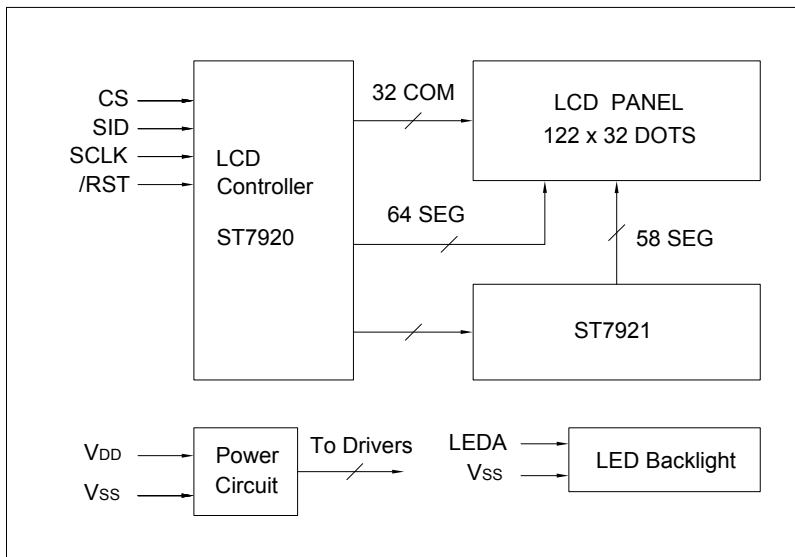 CS
SID
SCLK
/RST
LCD
Controller
ST7920
32 COM
64 SEG
LCD PANEL
122 x 32 DOTS
58 SEG
ST7921
VDD
VSS
Power
Circuit
To Drivers
LEDA
VSS
LED Backlight